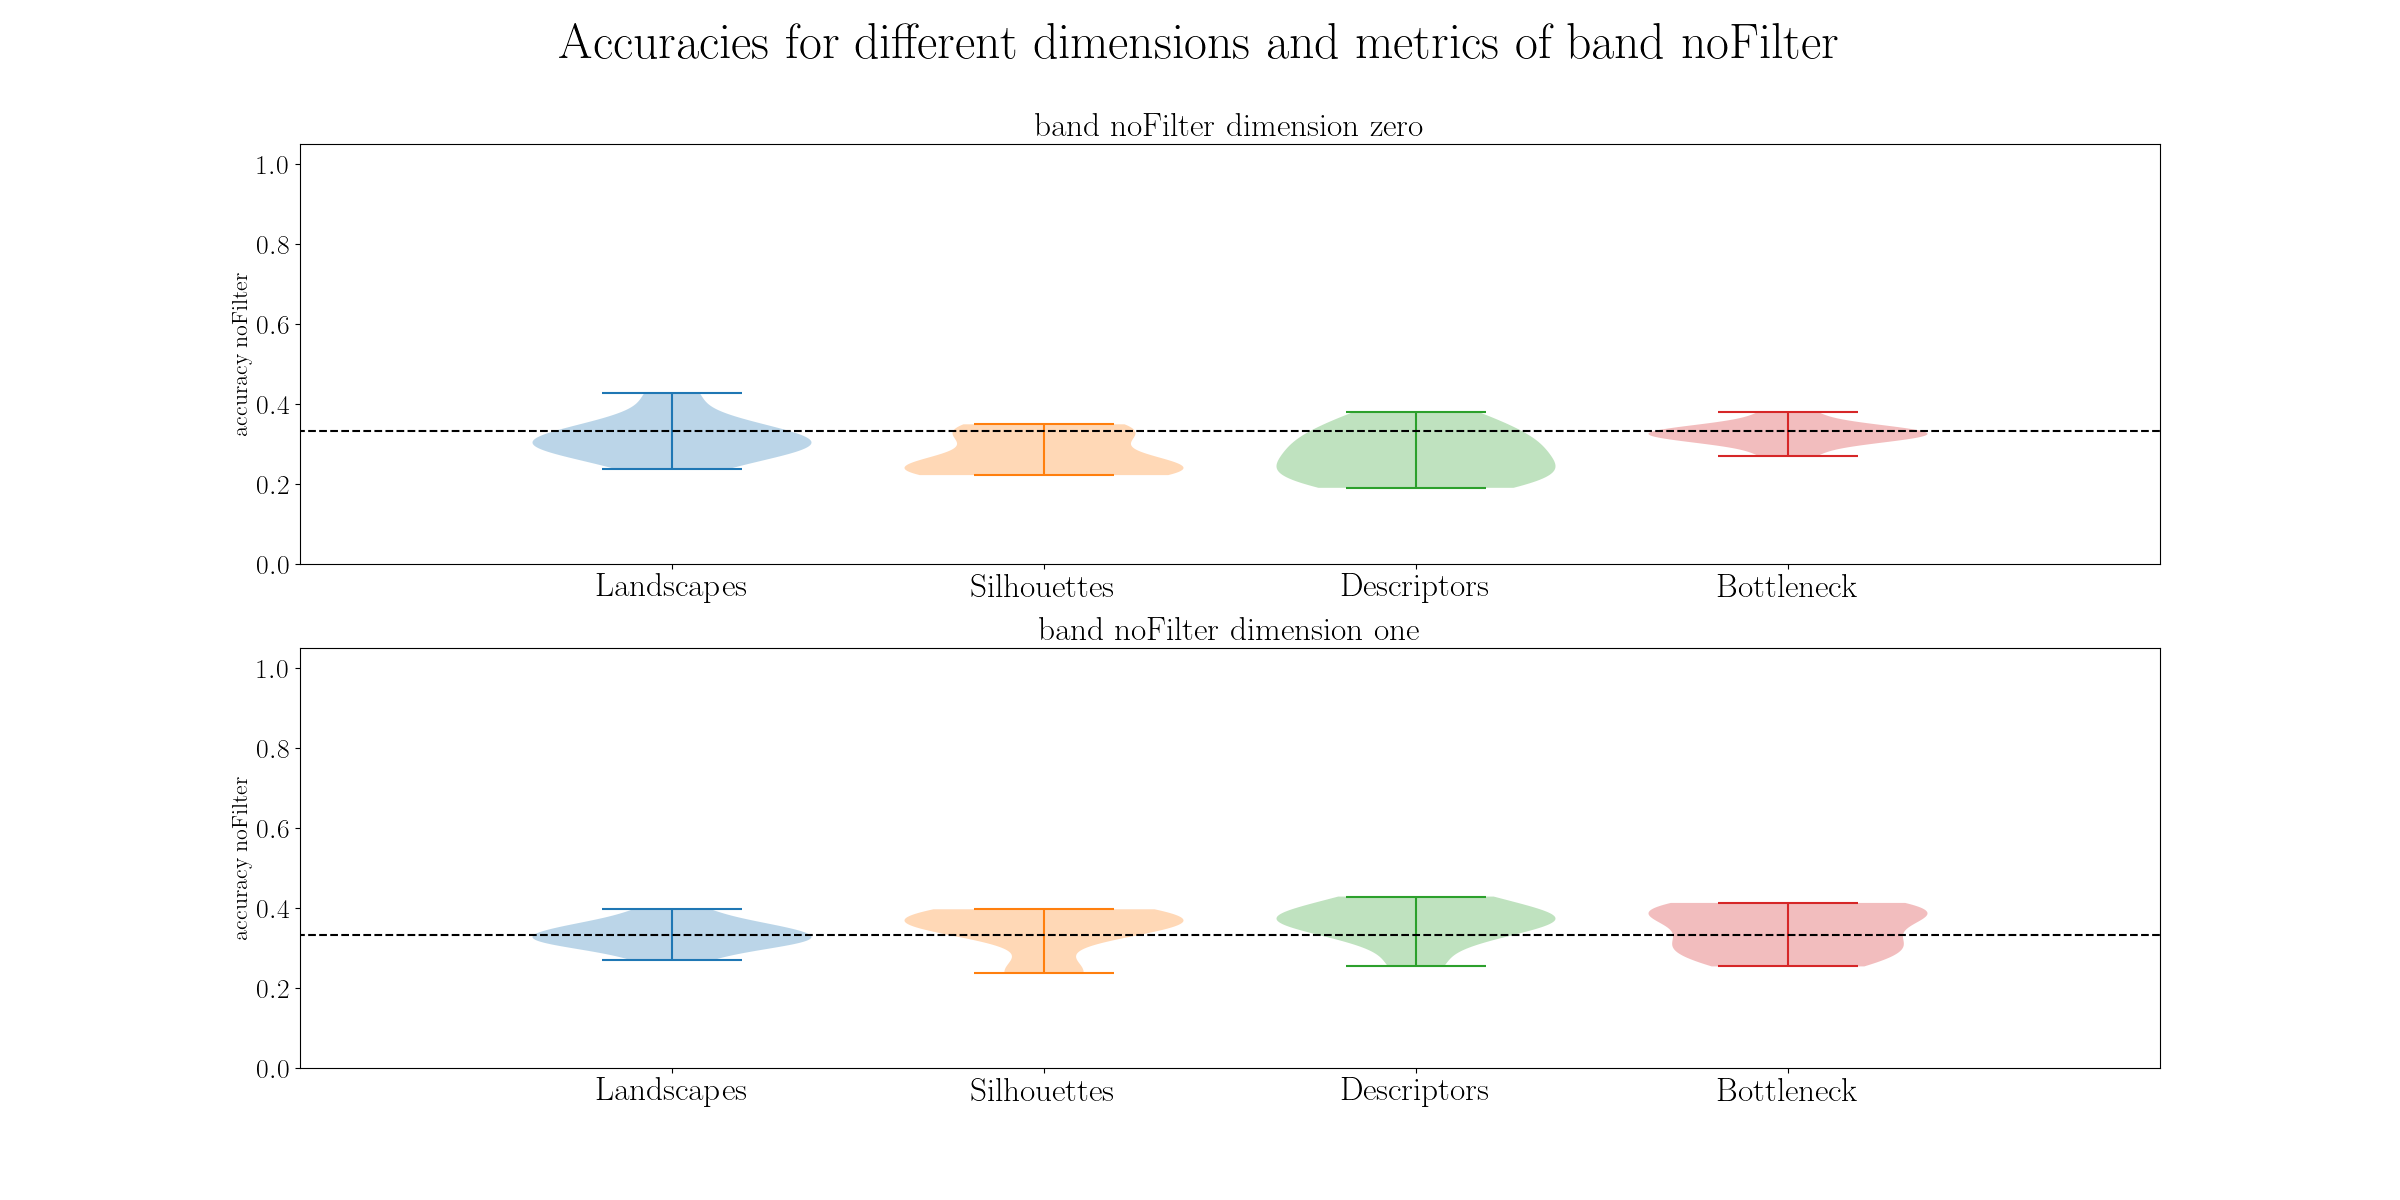 Accuracies for different dimensions and metrics of band noFilter
band noFilter dimension zero
accuracy noFilter
1.0
0.8
0.6
0.4
0.2
0.0
Landscapes Silhouettes Descriptors Bottleneck
band noFilter dimension one
accuracy noFilter
1.0
0.8
0.6
0.4
0.2
0.0
Landscapes Silhouettes Descriptors Bottleneck